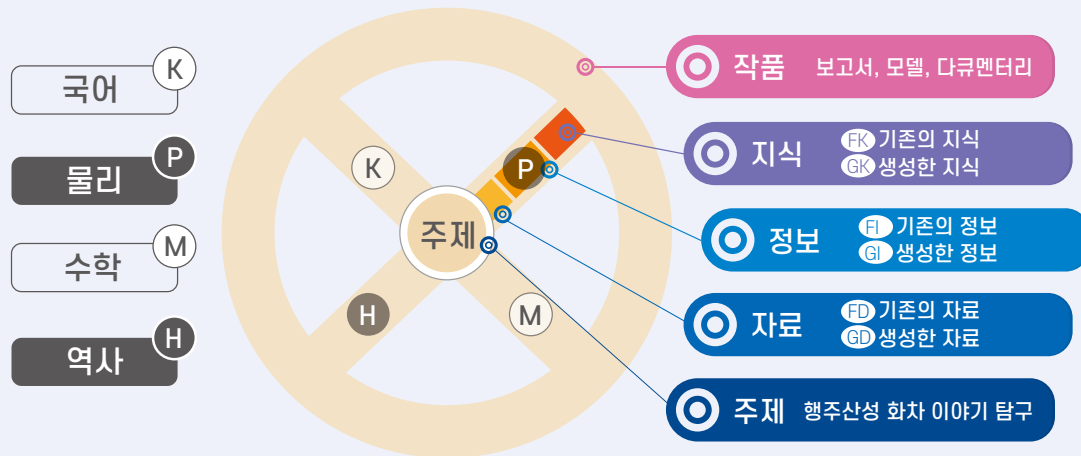 국어 K
물리 P
수학 M
역사 H
K
P
주제
H
M
작품 보고서, 모델, 다큐멘터리
지식 FK 기존의 지식
GK 생성한 지식
정보 FI 기존의 정보
GI 생성한 정보
자료 FD 기존의 자료
GD 생성한 자료
주제 행주산성 화차 이야기 탐구